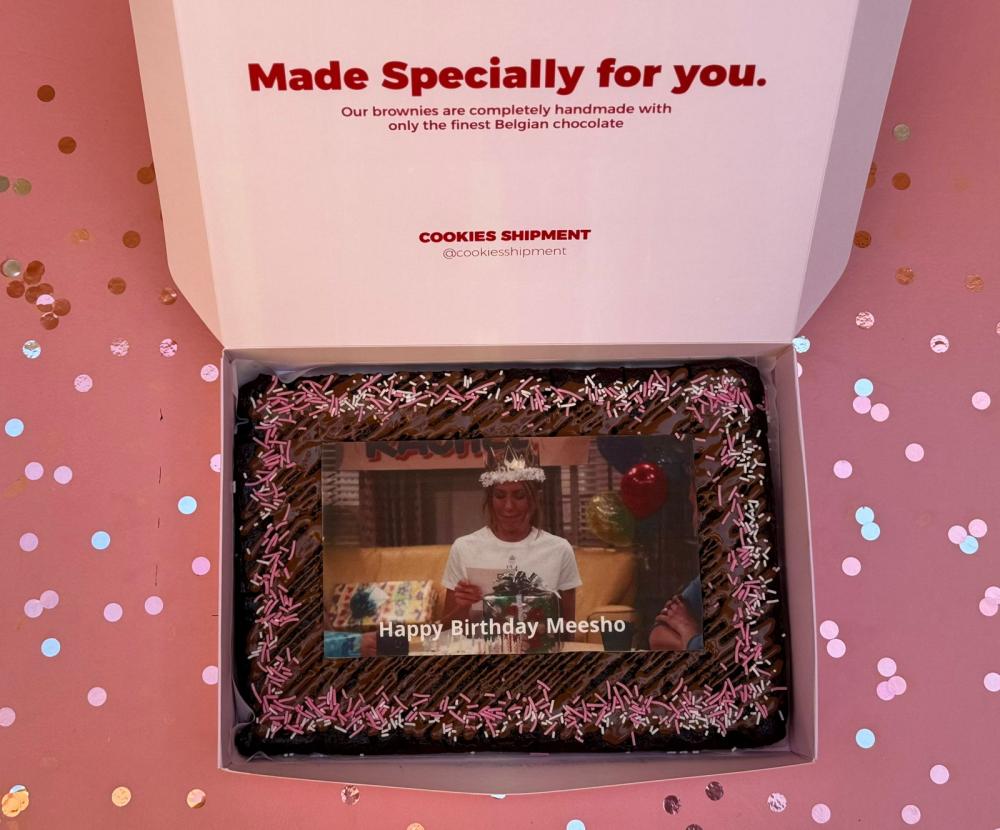 Made Specially for you.
Our brownies are completely handmade with
only the finest Belgian chocolate
COOKIES SHIPMENT
@cookiesshipment
Happy Birthday Meesho